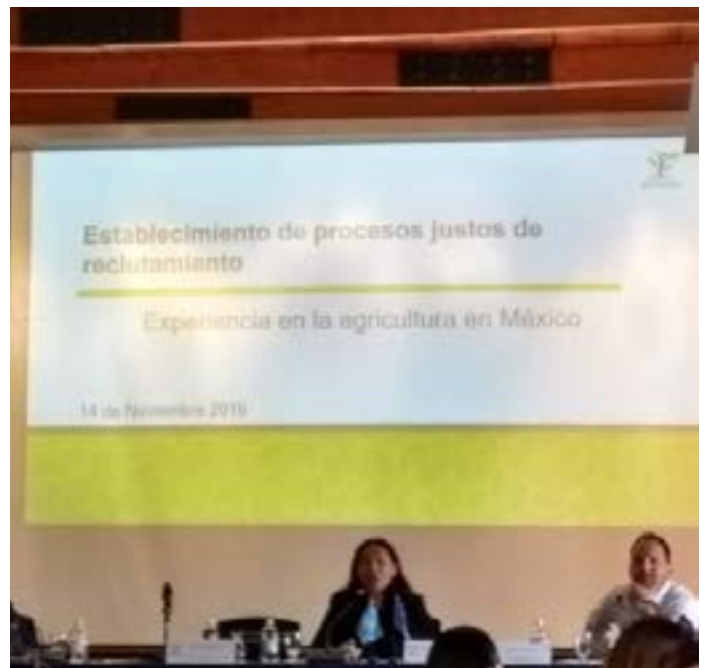 Establecimiento de procesos justos de
reclutamiento
Experiencia en la agricultura en México
14 de Noviembre 2019